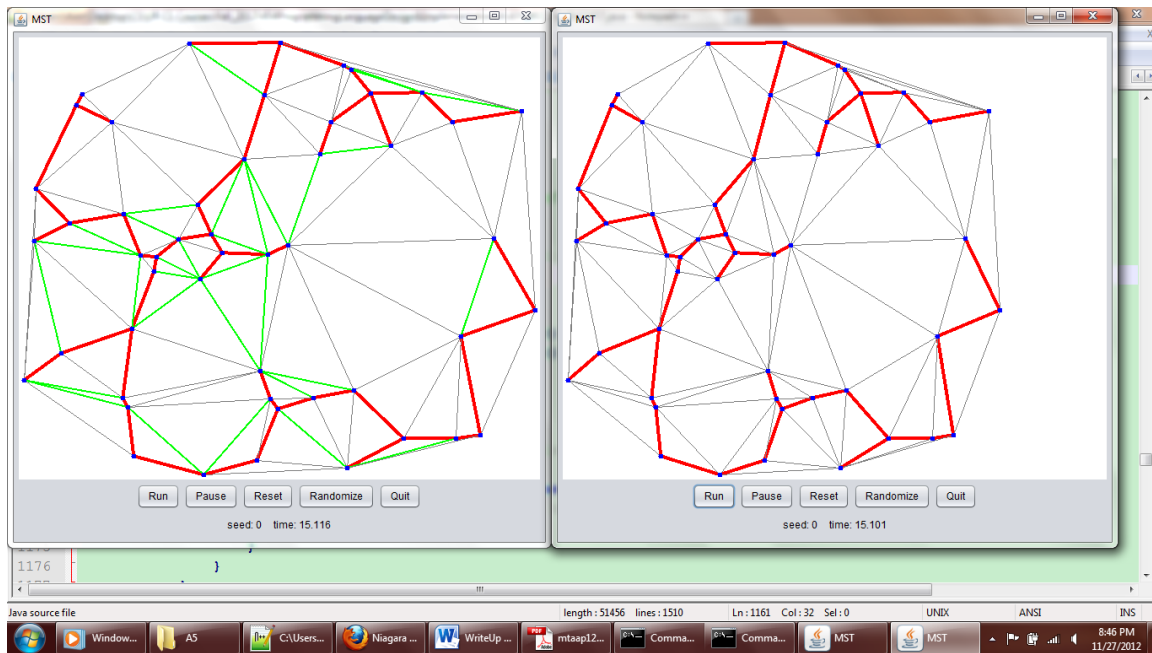 MST
MST
Run Pause Reset Randomize Quit
seed: 0 time: 15.116
Run Pause Reset Randomize Quit
seed: 0 time: 15.101
}
1176 }
Java source file length : 51456 lines : 1510 Ln : 1161 Col : 32 Sel : 0 UNIX ANSI INS
Window... A5 C:\Users... Niagara ... WriteUp ... mtaap12... Comma... Comma... MST MST 8:46 PM
11/27/2012